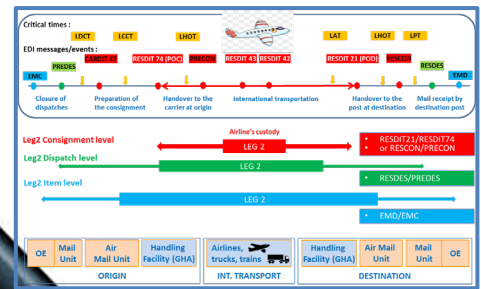 Critical times :
LDCT LCCT LHOT LAT LHOT LPT
EDI messages/events :
EMC PREDES CARDIT 47 RESDIT 74 (POC) PRECON RESDIT 43 RESDIT 42 RESDIT 21 (POD) RESCON RESDES EMD
Closure of
dispatches
Preparation of
the consignment
Handover to the
carrier at origin
International transportation
Handover to the
post at destination
Mail receipt by
destination post
Airline's custody
Leg2 Consignment level
LEG 2
• RESDIT21/RESDIT74
• or RESCON/PRECON
Leg2 Dispatch level
LEG 2
• RESDES/PREDES
Leg2 Item level
LEG 2
• EMD/EMC
OE
Mail
Unit
Air
Mail Unit
Handling
Facility (GHA)
Airlines,
trucks, trains
Handling
Facility (GHA)
Air Mail
Unit
Mail
Unit
OE
ORIGIN
INT. TRANSPORT
DESTINATION